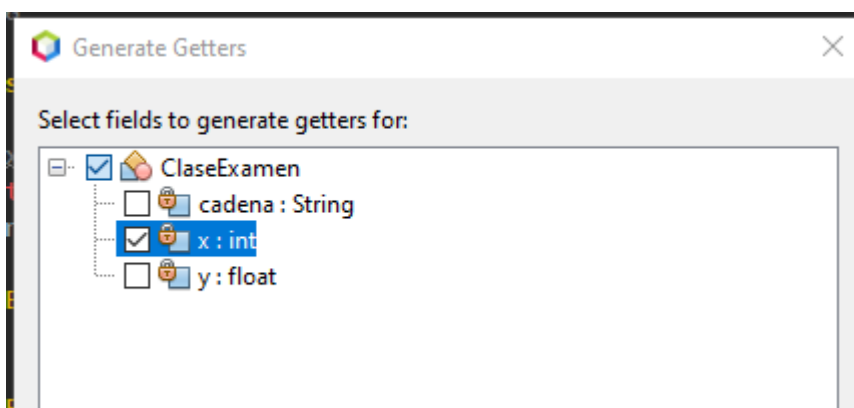 Generate Getters
Select fields to generate getters for:
ClaseExamen
cadena : String
x : int
y : float